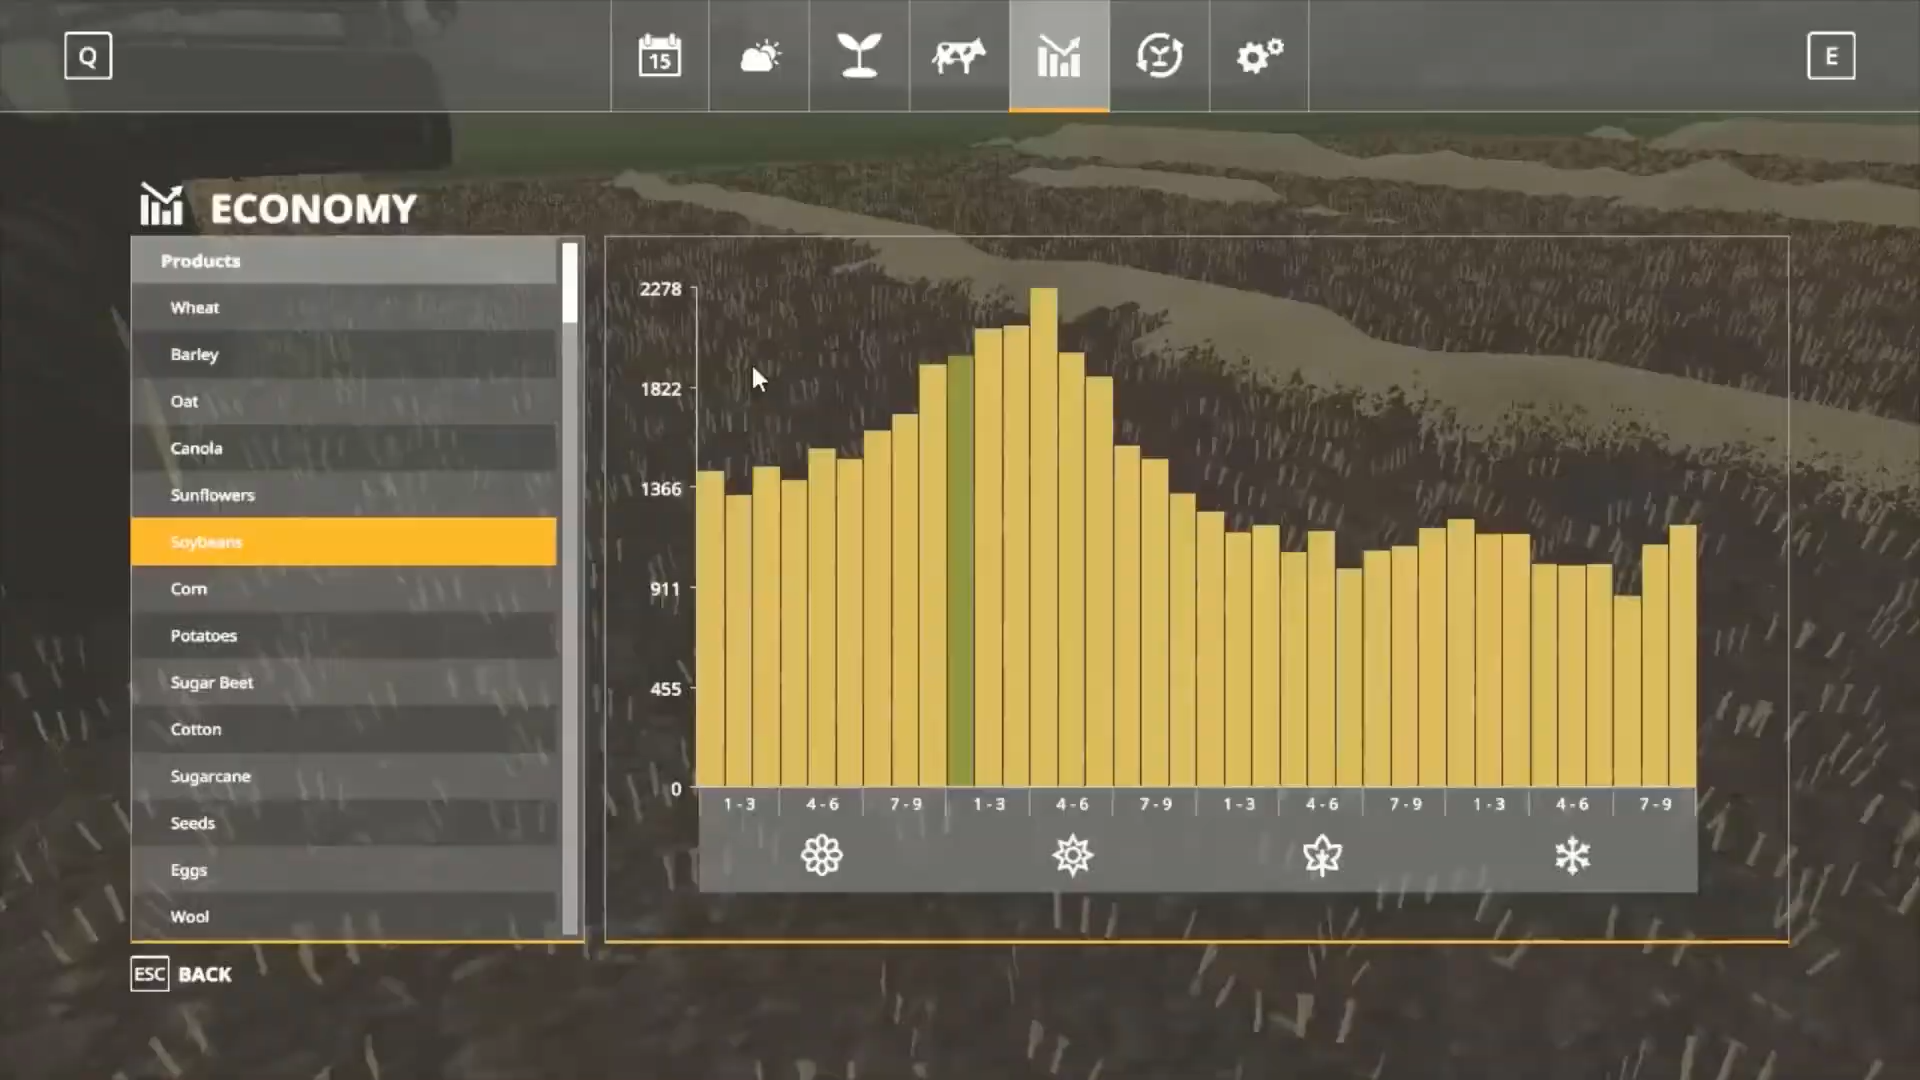 Q
15
E
ECONOMY
Products
Wheat
Barley
Oat
Canola
Sunflowers
Soybeans
Corn
Potatoes
Sugar Beet
Cotton
Sugarcane
Seeds
Eggs
Wool
2278
1822
1366
911
455
0
1 - 3 4 - 6 7 - 9 1 - 3 4 - 6 7 - 9 1 - 3 4 - 6 7 - 9 1 - 3 4 - 6 7 - 9
ESC BACK